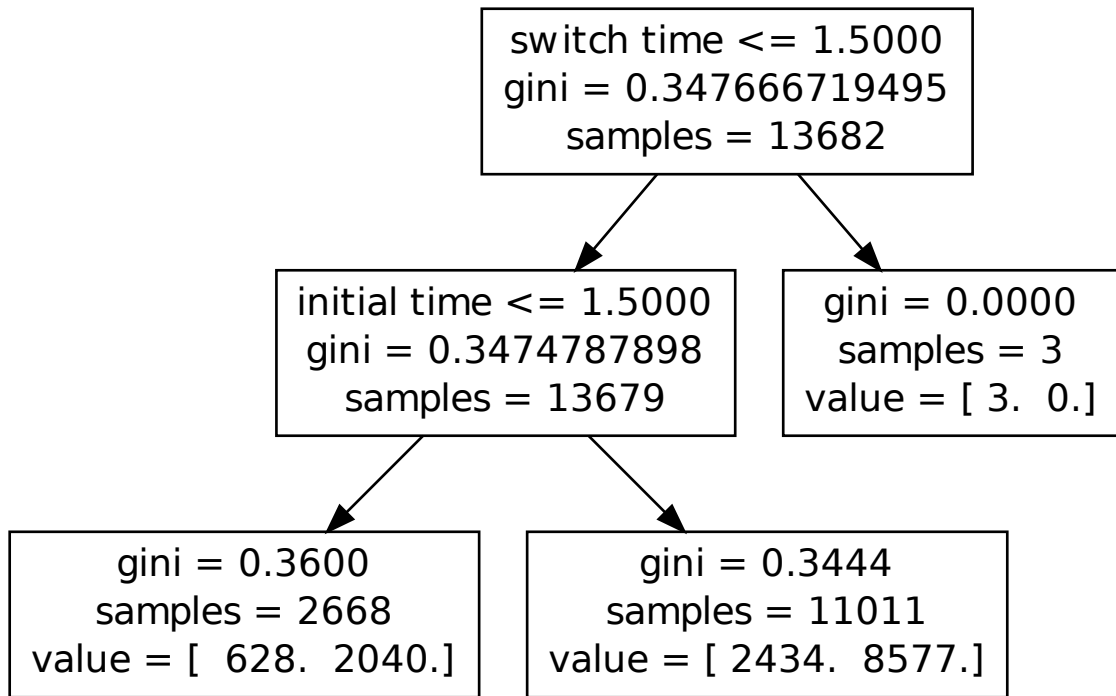 switch time <= 1.5000
gini = 0.347666719495
samples = 13682
initial time <= 1.5000
gini = 0.3474787898
samples = 13679
gini = 0.0000
samples = 3
value = [ 3.  0.]
gini = 0.3600
samples = 2668
value = [  628.  2040.]
gini = 0.3444
samples = 11011
value = [ 2434.  8577.]